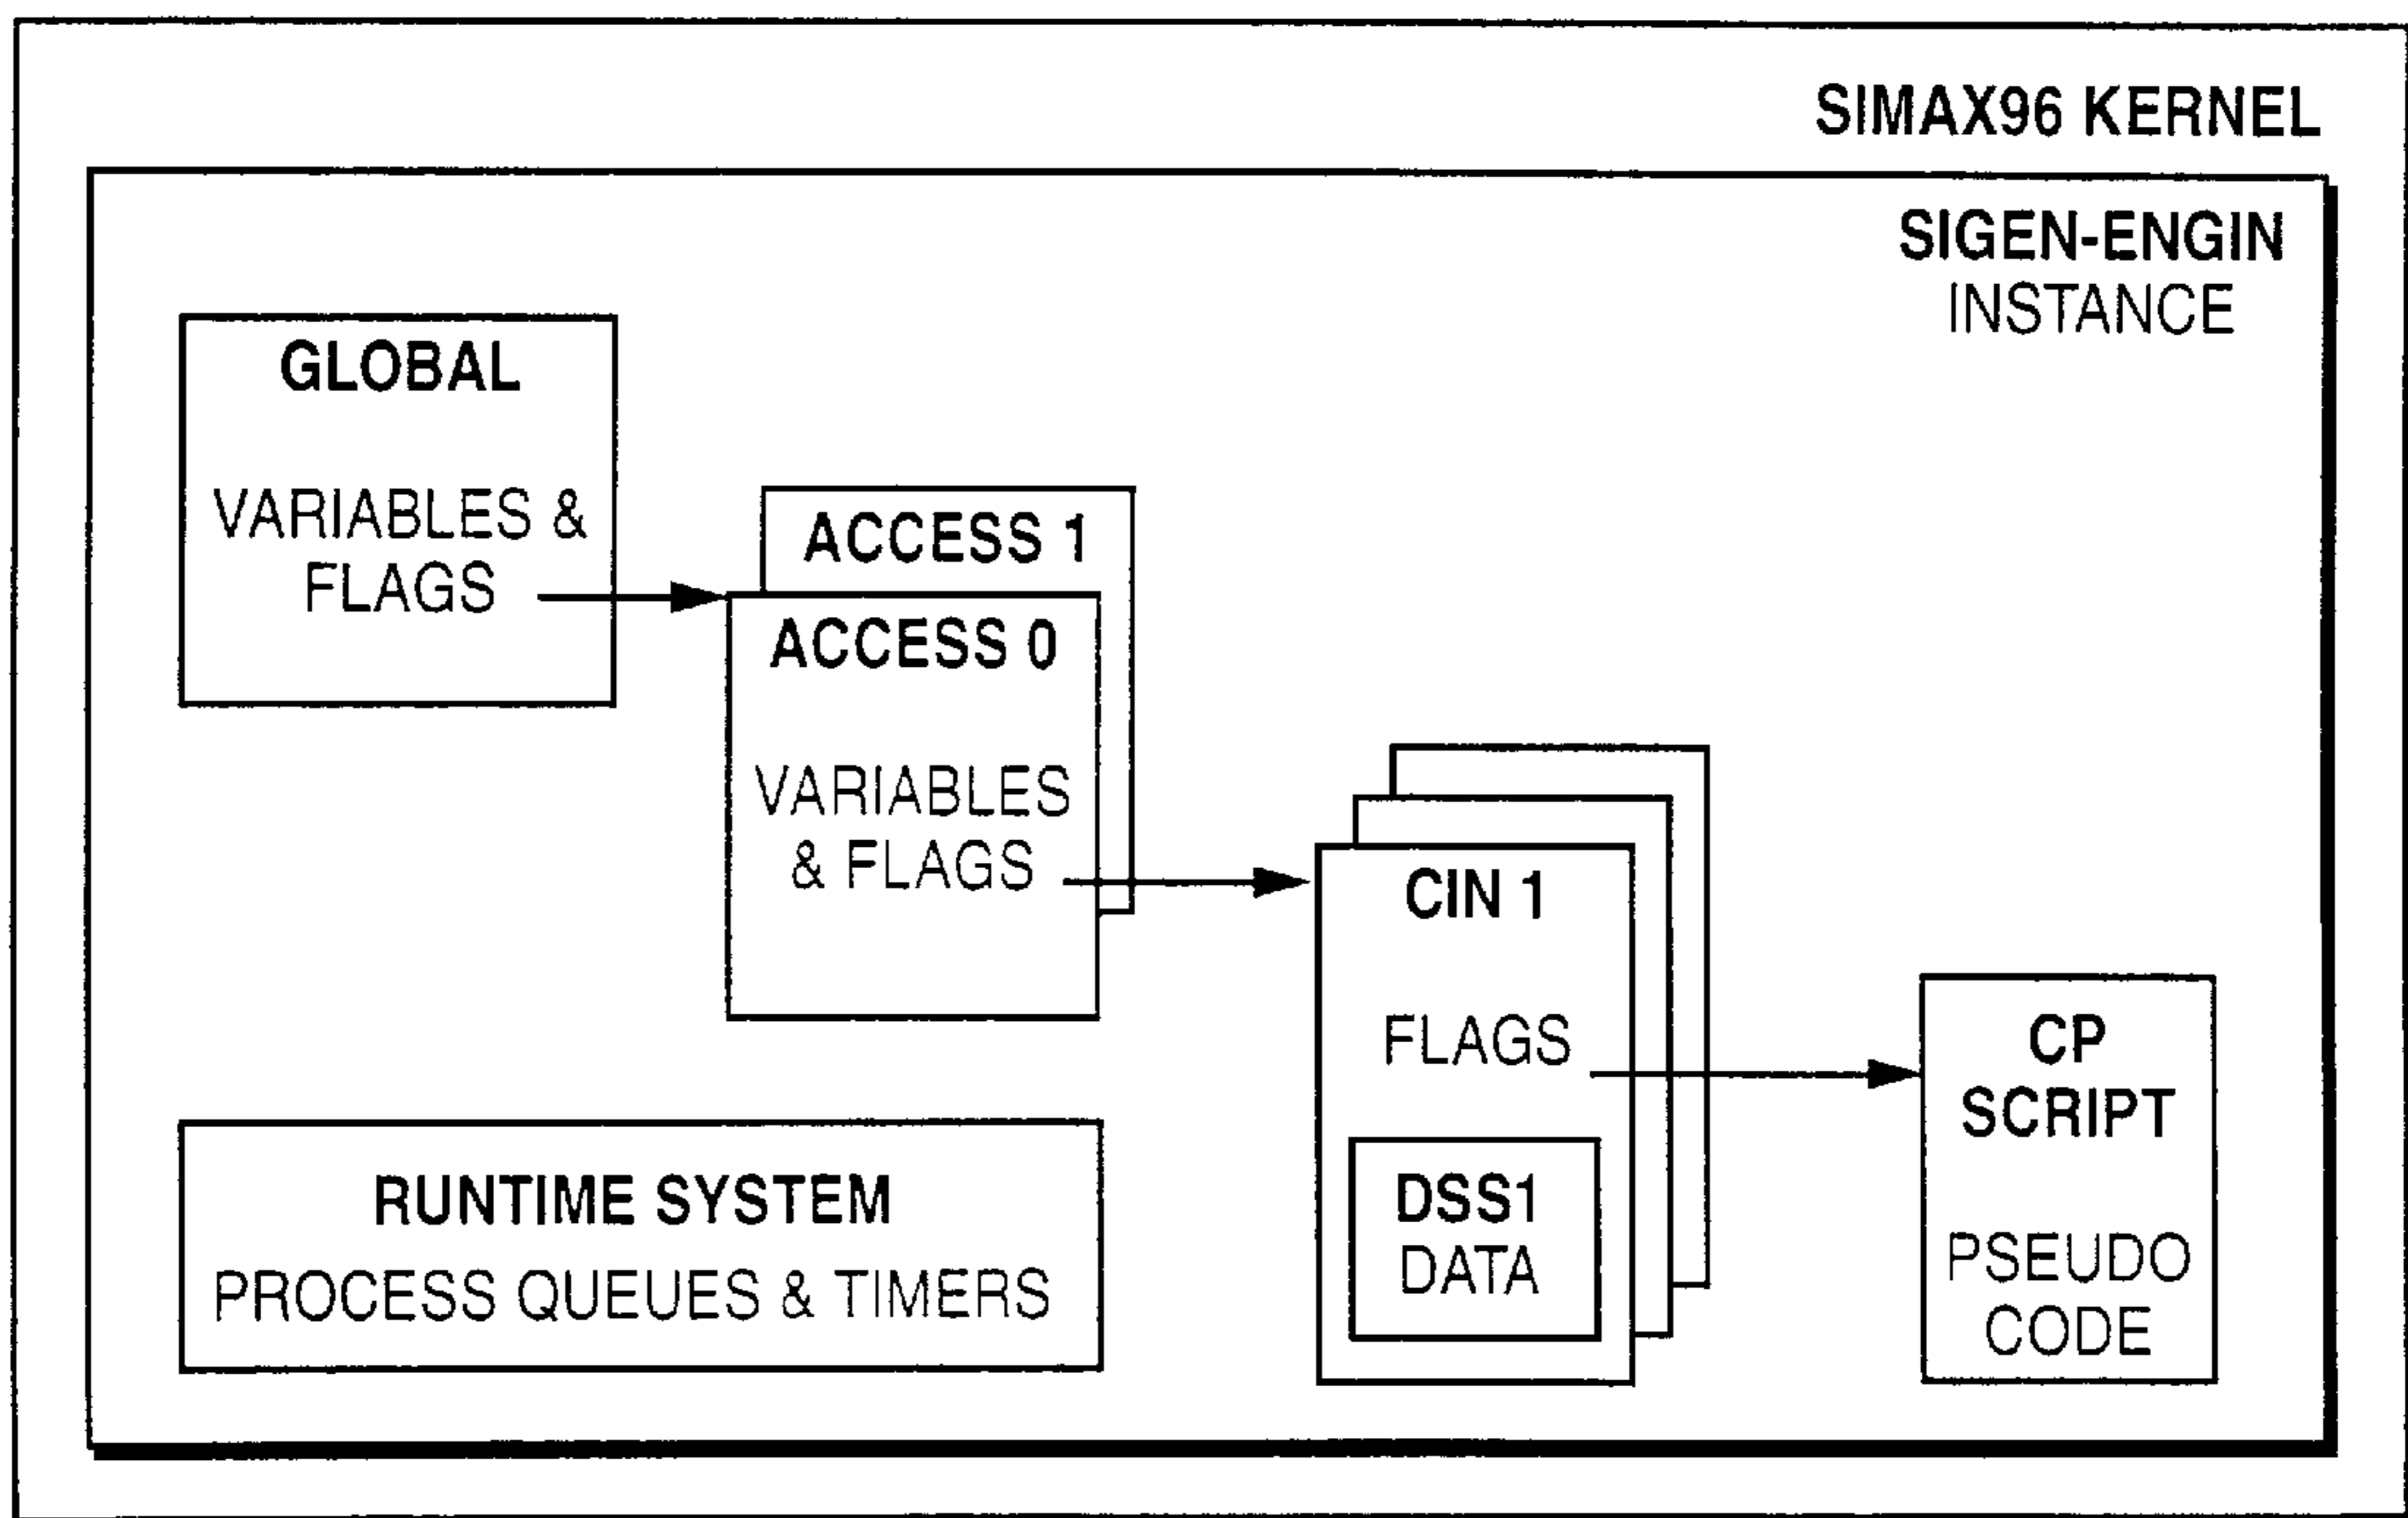 SIMAX96 KERNEL
SIGEN-ENGIN
INSTANCE
GLOBAL
VARIABLES &
FLAGS
ACCESS 1
ACCESS 0
VARIABLES
& FLAGS
CIN 1
FLAGS
DSS1
DATA
CP
SCRIPT
PSEUDO
CODE
RUNTIME SYSTEM
PROCESS QUEUES & TIMERS